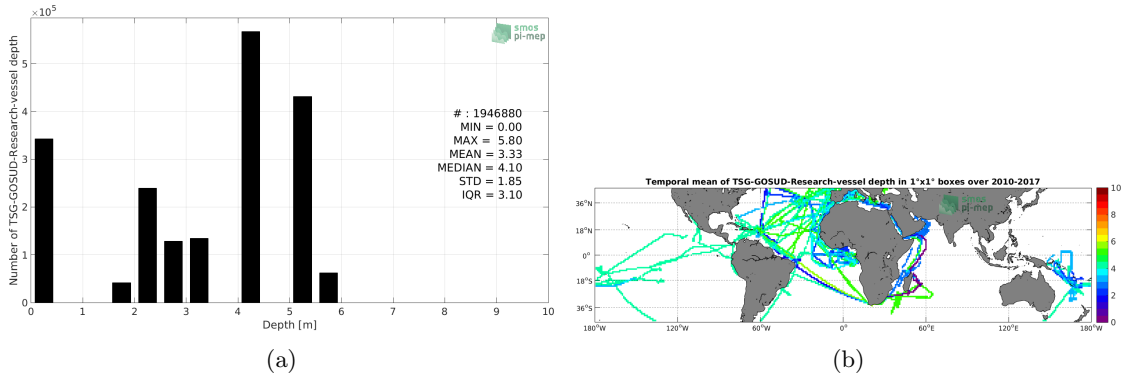 ×10⁵
Number of TSG-GOSUD-Research-vessel depth
5
4
3
2
1
0
smos
pi-mep
# : 1946880
MIN = 0.00
MAX = 5.80
MEAN = 3.33
MEDIAN = 4.10
STD = 1.85
IQR = 3.10
0 1 2 3 4 5 6 7 8 9 10
Depth [m]
(a)
Temporal mean of TSG-GOSUD-Research-vessel depth in 1°x1° boxes over 2010-2017
smos
pi-mep
36°N
18°N
0°
18°S
36°S
180°W 120°W 60°W 0° 60°E 120°E 180°W
10
8
6
4
2
0
(b)